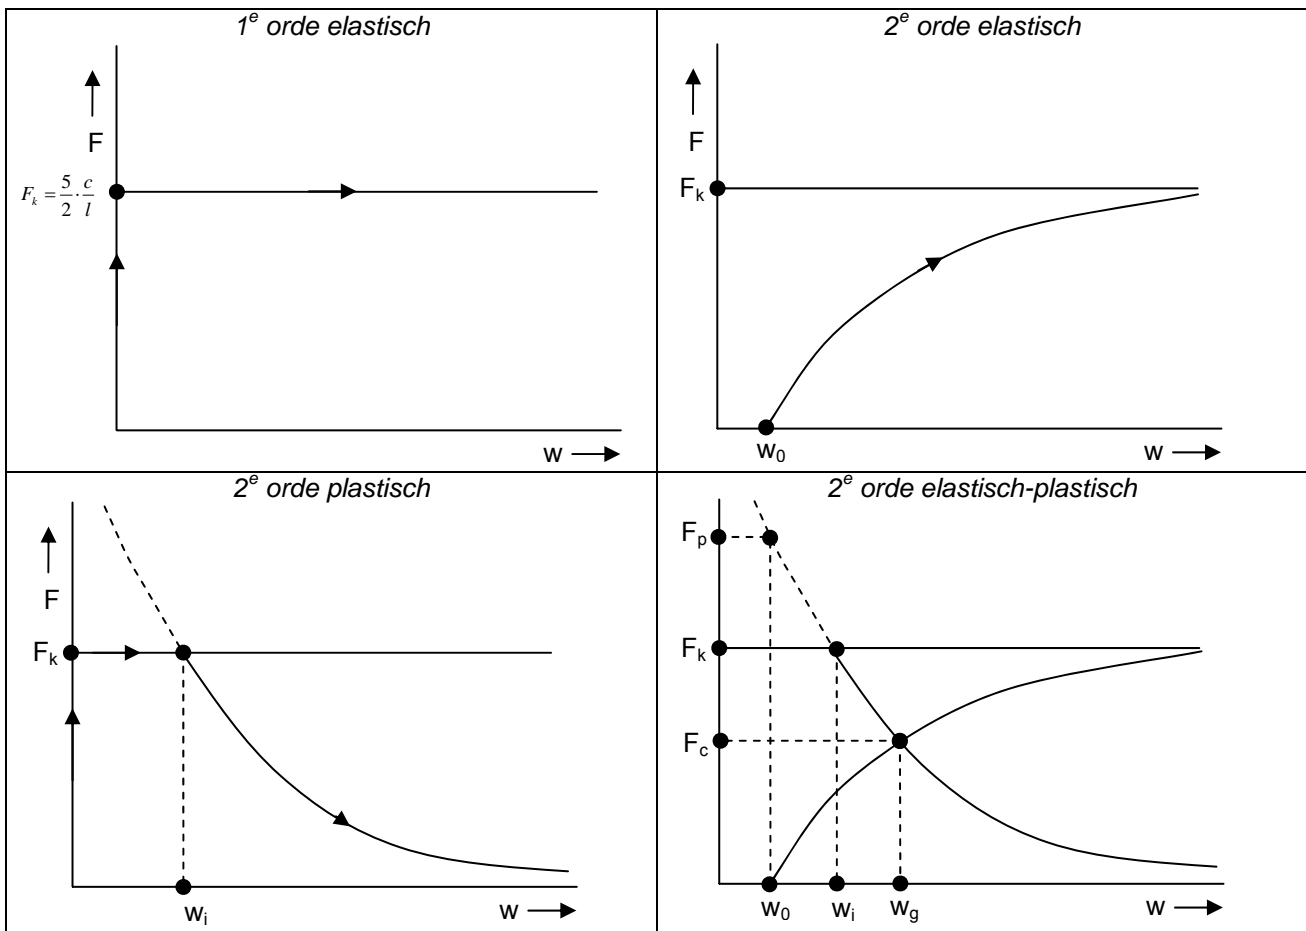 1e orde elastisch
F
F_k = 5/2 · c/l
w
2e orde elastisch
F
F_k
w_0
w
2e orde plastisch
F
F_k
w_i
w
2e orde elastisch-plastisch
F_p
F_k
F_c
w_0 w_i w_g
w